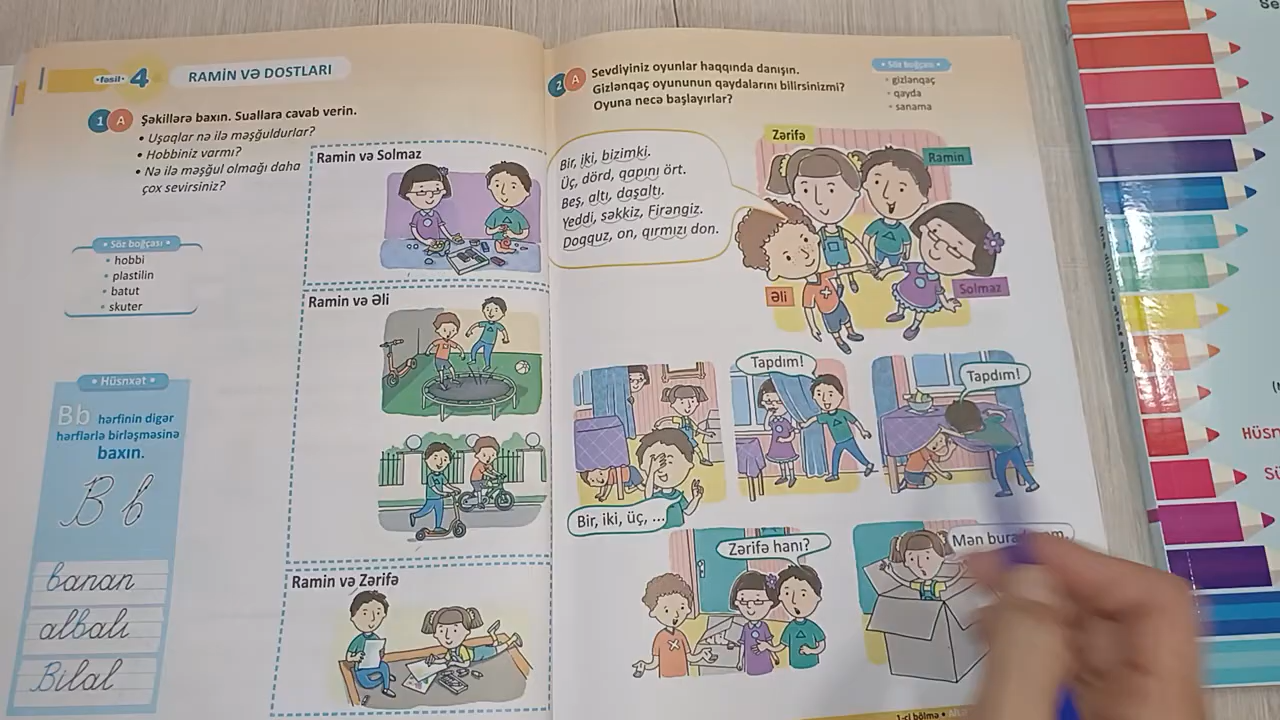 fəsil 4
RAMİN VƏ DOSTLARI
1 A Şəkillərə baxın. Suallara cavab verin.
• Uşaqlar nə ilə məşğuldurlar?
• Hobbiniz varmı?
• Nə ilə məşğul olmağı daha
çox sevirsiniz?
• Söz boğçası •
• hobbi
• plastilin
• batut
• skuter
• Hüsnxət •
Bb hərfinin digər
hərflərlə birləşməsinə
baxın.
B b
banan
albalı
Bilal
Ramin və Solmaz
Ramin və Əli
Ramin və Zərifə
2 A Sevdiyiniz oyunlar haqqında danışın.
Gizlənqaç oyununun qaydalarını bilirsinizmi?
Oyuna necə başlayırlar?
• Söz boğçası •
• gizlənqaç
• qayda
• sanama
Bir, iki, bizimki.
Üç, dörd, qapını ört.
Beş, altı, daşaltı.
Yeddi, səkkiz, Firəngiz.
Doqquz, on, qırmızı don.
Zərifə
Ramin
Əli
Solmaz
Bir, iki, üç, ...
Tapdım!
Tapdım!
Zərifə hanı?
Mən
1-ci bölmə •